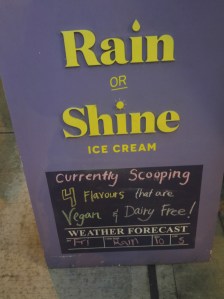 Rain
OR
Shine
ICE CREAM
Currently Scooping
4 Flavours that are
Vegan & Dairy Free!
WEATHER FORECAST
Fri Rain 10 5